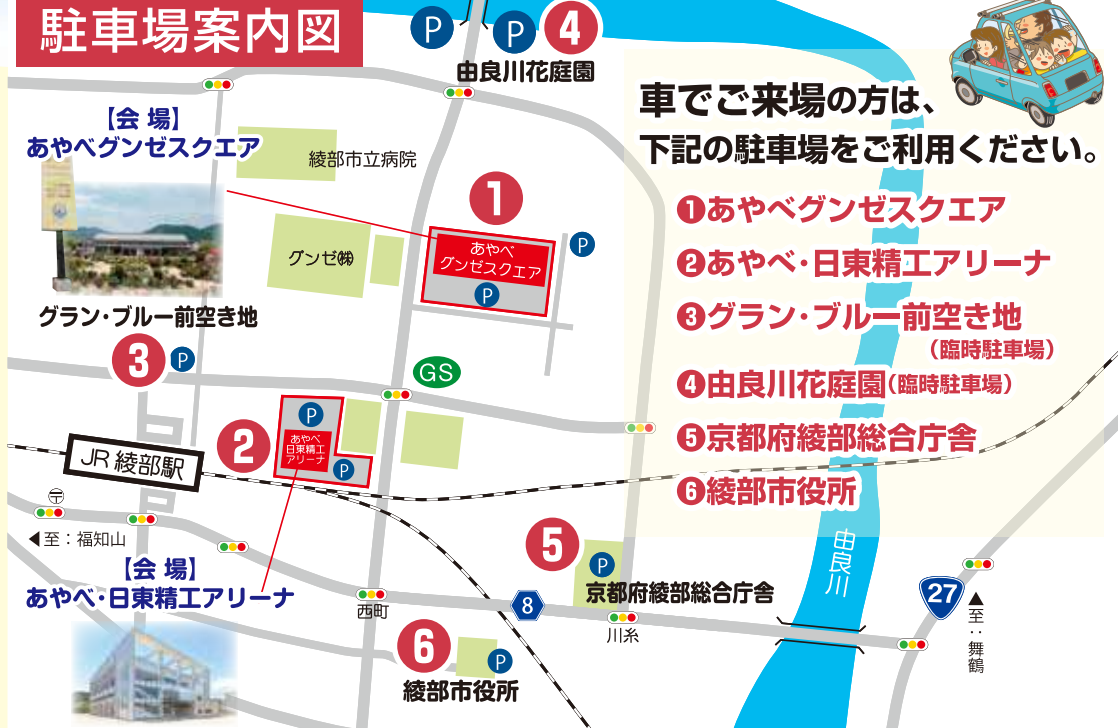 駐車場案内図
P
P
4
由良川花庭園
車でご来場の方は、
下記の駐車場をご利用ください。
❶あやべグンゼスクエア
❷あやべ・日東精工アリーナ
❸グラン・ブルー前空き地
（臨時駐車場）
❹由良川花庭園（臨時駐車場）
❺京都府綾部総合庁舎
❻綾部市役所
【会 場】
あやべグンゼスクエア
綾部市立病院
1
あやべ
グンゼスクエア
P
P
グンゼ㈱
グラン・ブルー前空き地
3
P
GS
2
P
あやべ
日東精工
アリーナ
P
JR 綾部駅
〒
◀至：福知山
【会 場】
あやべ・日東精工アリーナ
西町
8
5
P
京都府綾部総合庁舎
川糸
由良川
27
▲至：舞鶴
6
P
綾部市役所